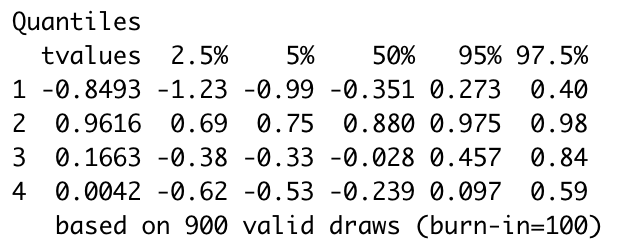 Quantiles
tvalues 2.5% 5% 50% 95% 97.5%
1 -0.8493 -1.23 -0.99 -0.351 0.273 0.40
2 0.9616 0.69 0.75 0.880 0.975 0.98
3 0.1663 -0.38 -0.33 -0.028 0.457 0.84
4 0.0042 -0.62 -0.53 -0.239 0.097 0.59
based on 900 valid draws (burn-in=100)